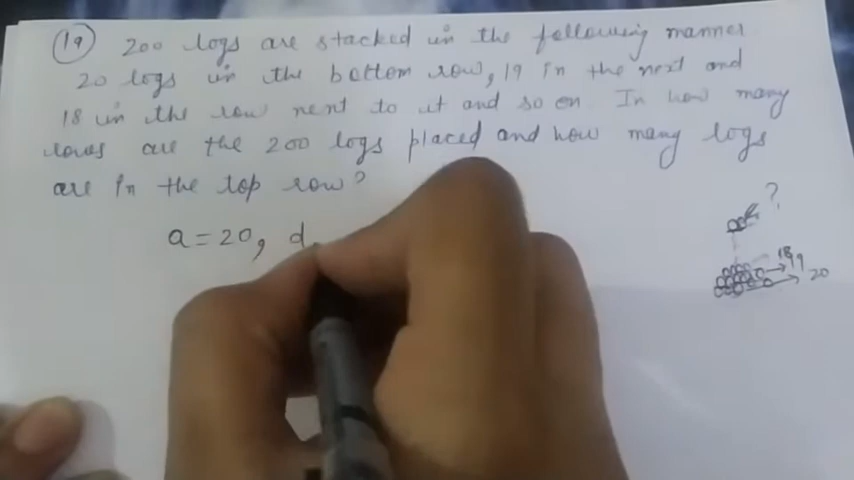 19 200 logs are stacked in the following manner
20 logs in the bottom row, 19 in the next and
18 in the row next to it and so on. In how many
rows are the 200 logs placed and how many logs
are in the top row?
?
a = 20, d
18
19
20